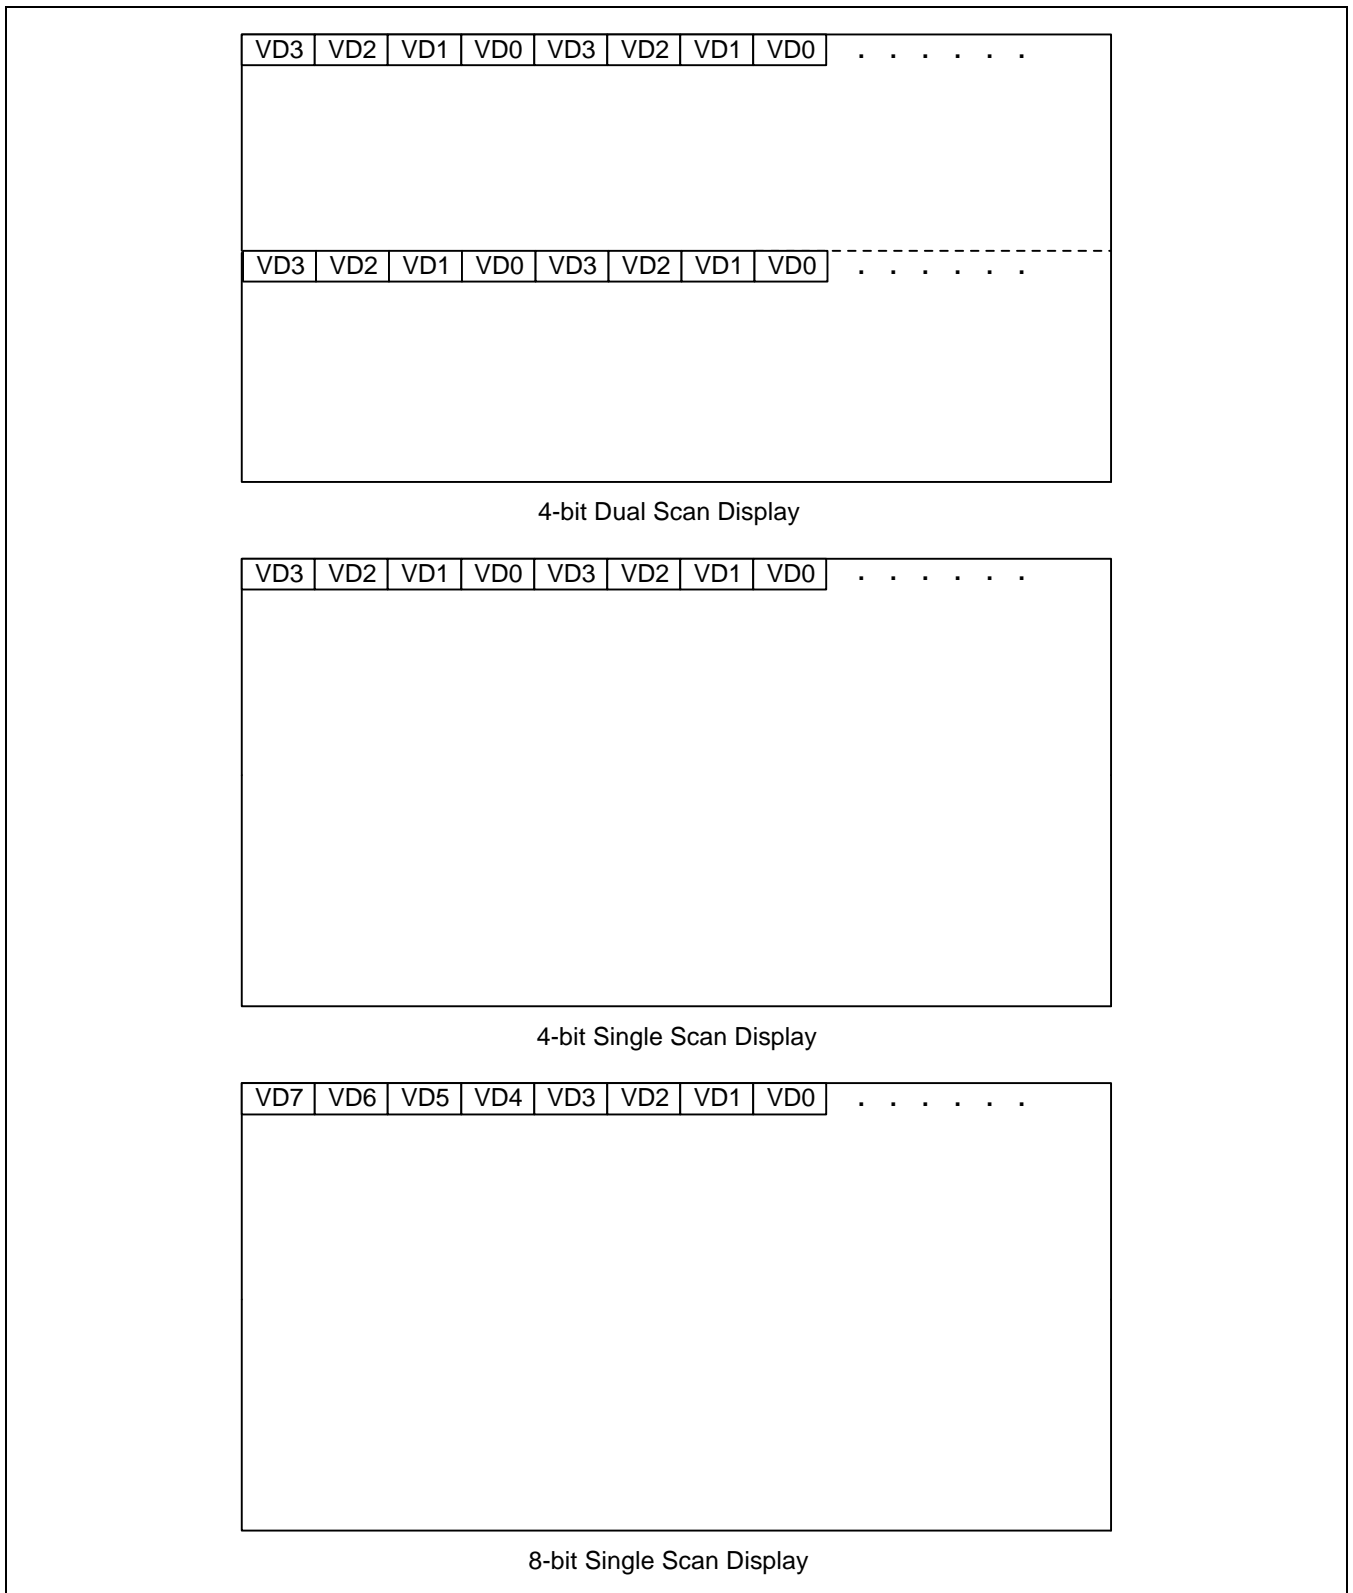 VD3 VD2 VD1 VD0 VD3 VD2 VD1 VD0 . . . . . .
VD3 VD2 VD1 VD0 VD3 VD2 VD1 VD0 . . . . . .
4-bit Dual Scan Display
VD3 VD2 VD1 VD0 VD3 VD2 VD1 VD0 . . . . . .
4-bit Single Scan Display
VD7 VD6 VD5 VD4 VD3 VD2 VD1 VD0 . . . . . .
8-bit Single Scan Display